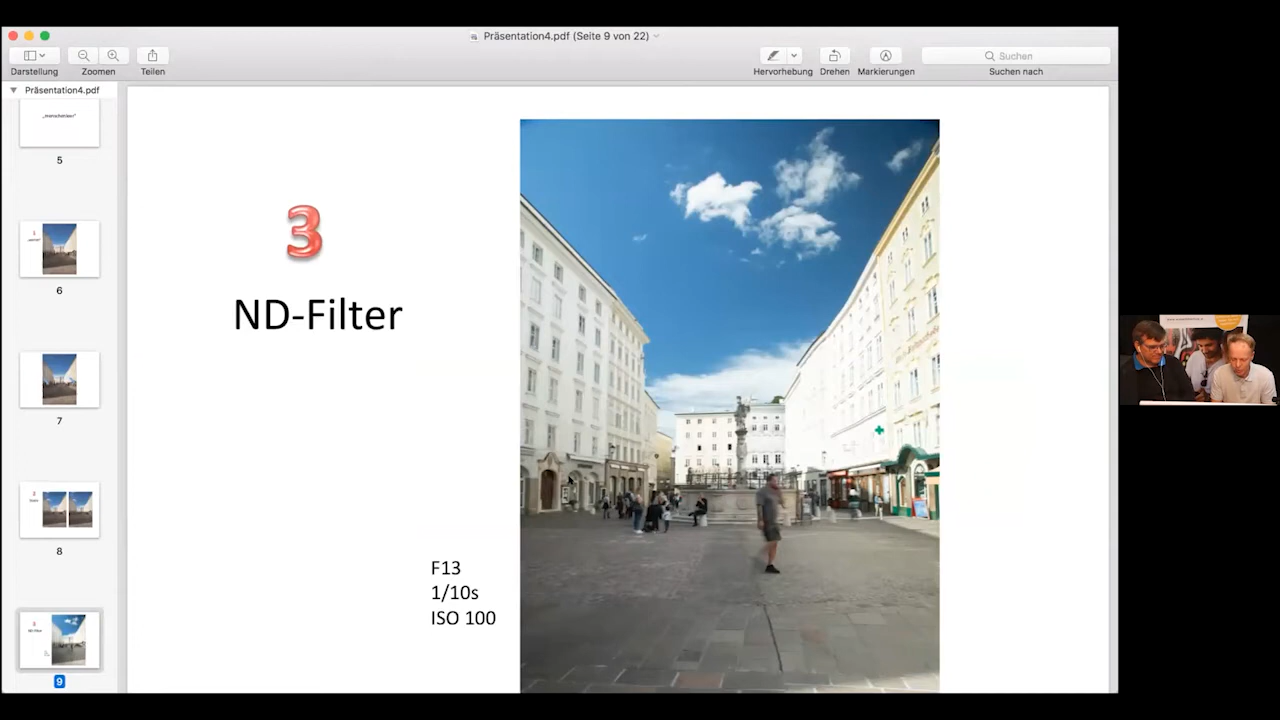 Präsentation4.pdf (Seite 9 von 22)
Darstellung
Zoomen
Teilen
Hervorhebung
Drehen
Markierungen
Suchen
Suchen nach
Präsentation4.pdf
5
6
7
8
9
3
ND-Filter
F13
1/10s
ISO 100